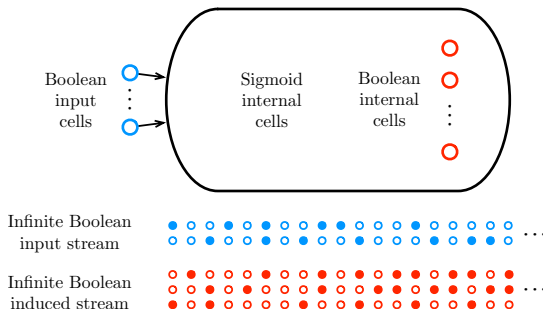 Boolean
input
cells
Sigmoid
internal
cells
Boolean
internal
cells
Infinite Boolean
input stream
Infinite Boolean
induced stream